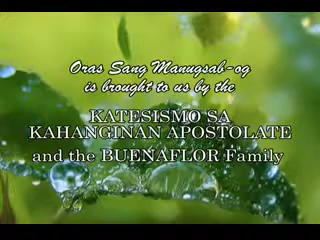 Oras Sang Manugsab-og
is brought to us by the
KATESISMO SA
KAHANGINAN APOSTOLATE
and the BUENAFLOR Family